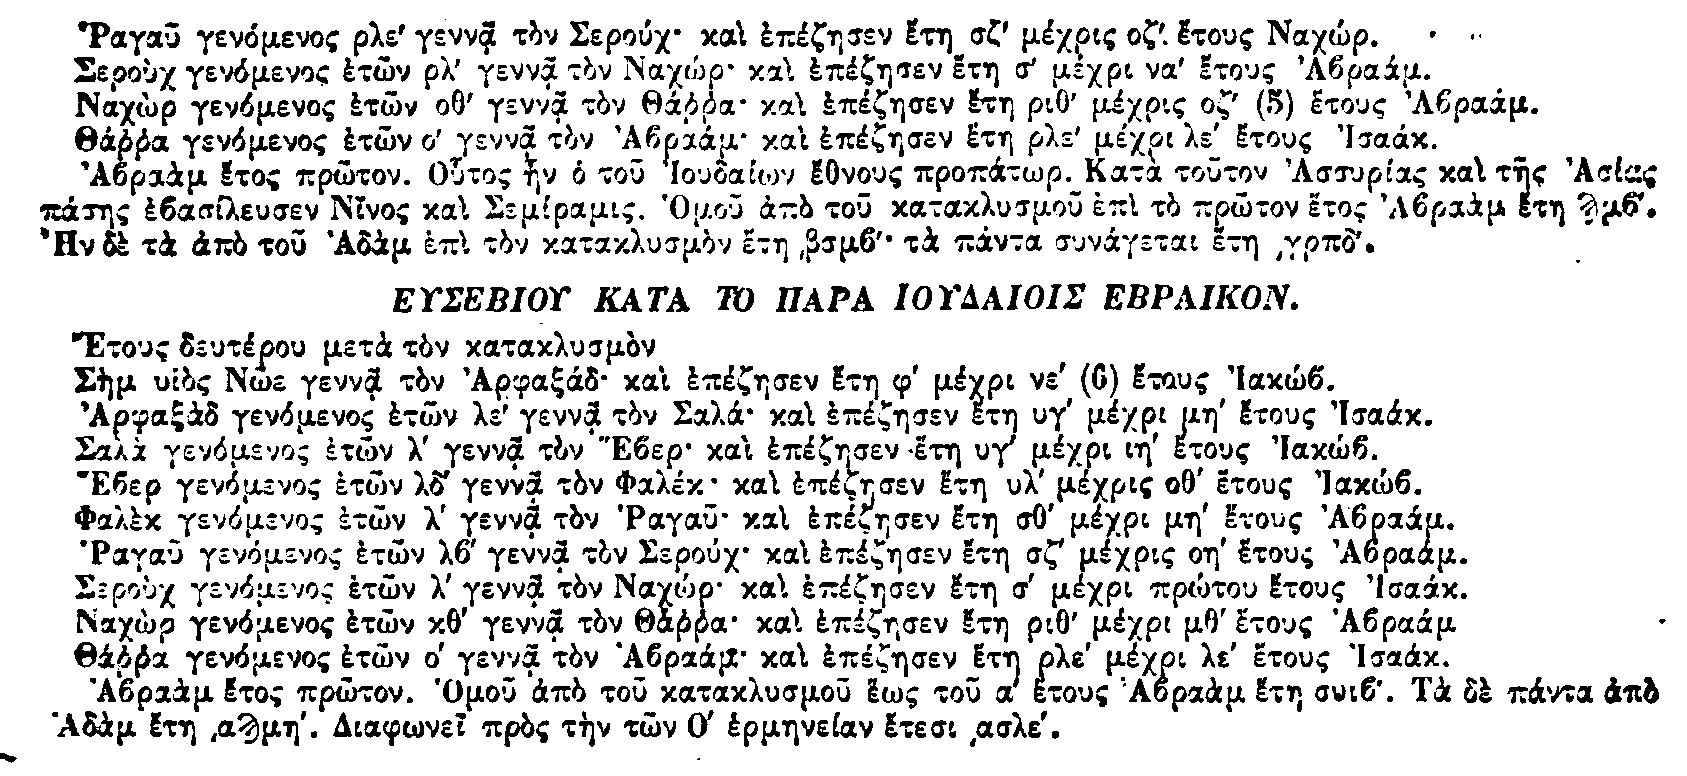 Ῥαγαῦ γενόμενος ρλε′ γεννᾷ τὸν Σερούχ· καὶ ἐπέζησεν ἔτη σζ′ μέχρις οζ′. ἔτους Ναχώρ.
Σεροὺχ γενόμενος ἐτῶν ρλ′ γεννᾷ τὸν Ναχώρ· καὶ ἐπέζησεν ἔτη σ′ μέχρι να′ ἔτους Ἀβραάμ.
Ναχὼρ γενόμενος ἐτῶν οθ′ γεννᾷ τὸν Θάῤῥα· καὶ ἐπέζησεν ἔτη ριθ′ μέχρις οζ′ (5) ἔτους Ἀβραάμ.
Θάῤῥα γενόμενος ἐτῶν ο′ γεννᾷ τὸν Ἀβραάμ· καὶ ἐπέζησεν ἔτη ρλε′ μέχρι λε′ ἔτους Ἰσαάκ.
Ἀβραὰμ ἔτος πρῶτον. Οὗτος ἦν ὁ τοῦ Ἰουδαίων ἔθνους προπάτωρ. Κατὰ τοῦτον Ἀσσυρίας καὶ τῆς Ἀσίας
πάσης ἐβασίλευσεν Νῖνος καὶ Σεμίραμις. Ὁμοῦ ἀπὸ τοῦ κατακλυσμοῦ ἐπὶ τὸ πρῶτον ἔτος Ἀβραὰμ ἔτη ϡμβ′.
Ἦν δὲ τὰ ἀπὸ τοῦ Ἀδὰμ ἐπὶ τὸν κατακλυσμὸν ἔτη ͵βσμβ′· τὰ πάντα συνάγεται ἔτη ͵γρπδ′.
ΕΥΣΕΒΙΟΥ ΚΑΤΑ ΤΟ ΠΑΡΑ ΙΟΥΔΑΙΟΙΣ ΕΒΡΑΙΚΟΝ.
Ἔτους δευτέρου μετὰ τὸν κατακλυσμὸν
Σὴμ υἱὸς Νῶε γεννᾷ τὸν Ἀρφαξάδ· καὶ ἐπέζησεν ἔτη φ′ μέχρι νε′ (6) ἔτους Ἰακώβ.
Ἀρφαξὰδ γενόμενος ἐτῶν λε′ γεννᾷ τὸν Σαλά· καὶ ἐπέζησεν ἔτη υγ′ μέχρι μη′ ἔτους Ἰσαάκ.
Σαλὰ γενόμενος ἐτῶν λ′ γεννᾷ τὸν Ἕβερ· καὶ ἐπέζησεν ἔτη υγ′ μέχρι ιη′ ἔτους Ἰακώβ.
Ἕβερ γενόμενος ἐτῶν λδ′ γεννᾷ τὸν Φαλέκ· καὶ ἐπέζησεν ἔτη υλ′ μέχρις οθ′ ἔτους Ἰακώβ.
Φαλὲκ γενόμενος ἐτῶν λ′ γεννᾷ τὸν Ῥαγαῦ· καὶ ἐπέζησεν ἔτη σθ′ μέχρι μη′ ἔτους Ἀβραάμ.
Ῥαγαῦ γενόμενος ἐτῶν λβ′ γεννᾷ τὸν Σερούχ· καὶ ἐπέζησεν ἔτη σζ′ μέχρις οη′ ἔτους Ἀβραάμ.
Σεροὺχ γενόμενος ἐτῶν λ′ γεννᾷ τὸν Ναχώρ· καὶ ἐπέζησεν ἔτη σ′ μέχρι πρώτου ἔτους Ἰσαάκ.
Ναχὼρ γενόμενος ἐτῶν κθ′ γεννᾷ τὸν Θάῤῥα· καὶ ἐπέζησεν ἔτη ριθ′ μέχρι μθ′ ἔτους Ἀβραάμ
Θάῤῥα γενόμενος ἐτῶν ο′ γεννᾷ τὸν Ἀβραάμ· καὶ ἐπέζησεν ἔτη ρλε′ μέχρι λε′ ἔτους Ἰσαάκ.
Ἀβραὰμ ἔτος πρῶτον. Ὁμοῦ ἀπὸ τοῦ κατακλυσμοῦ ἕως τοῦ α′ ἔτους Ἀβραὰμ ἔτη συιβ′. Τὰ δὲ πάντα ἀπὸ
Ἀδὰμ ἔτη ͵αϡμη′. Διαφωνεῖ πρὸς τὴν τῶν Ο′ ἑρμηνείαν ἔτεσι ͵ασλε′.